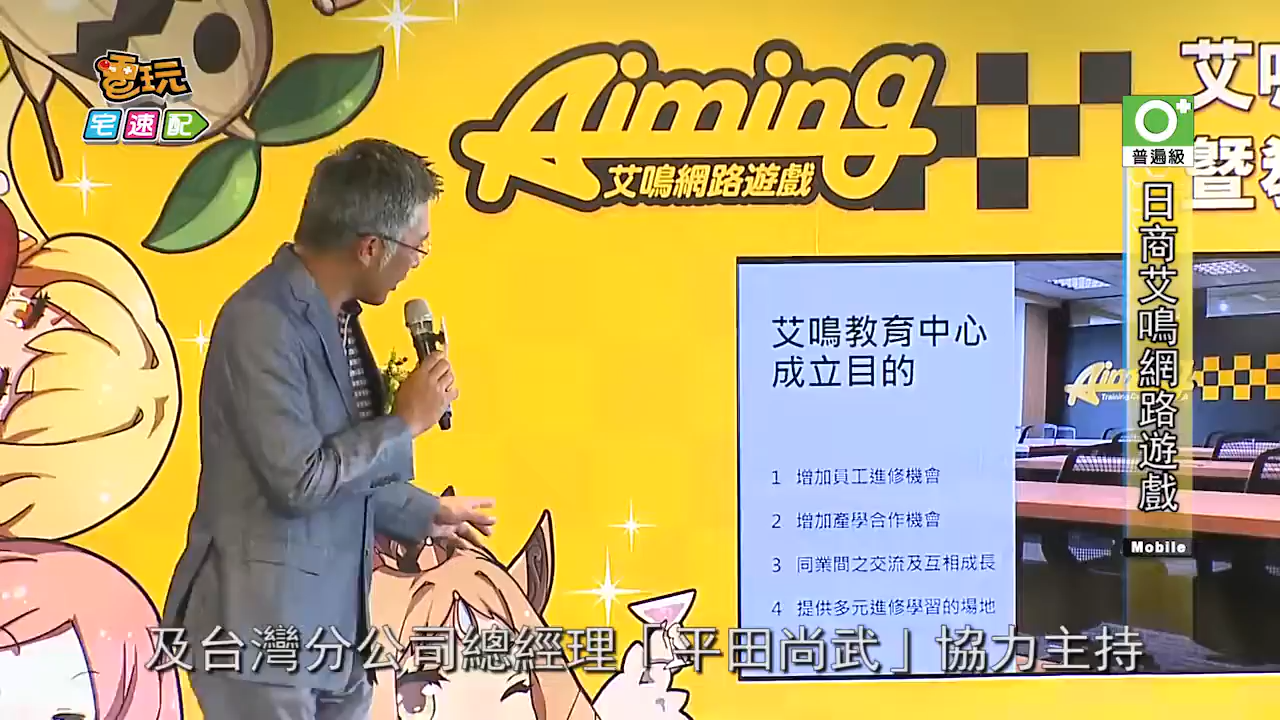 電玩
宅速配
Aiming
艾鳴網路遊戲
艾
暨
普遍級
日商艾鳴網路遊戲
Mobile
艾鳴教育中心
成立目的
1 增加員工進修機會
2 增加產學合作機會
3 同業間之交流及互相成長
4 提供多元進修學習的場地
及台灣分公司總經理「平田尚武」協力主持